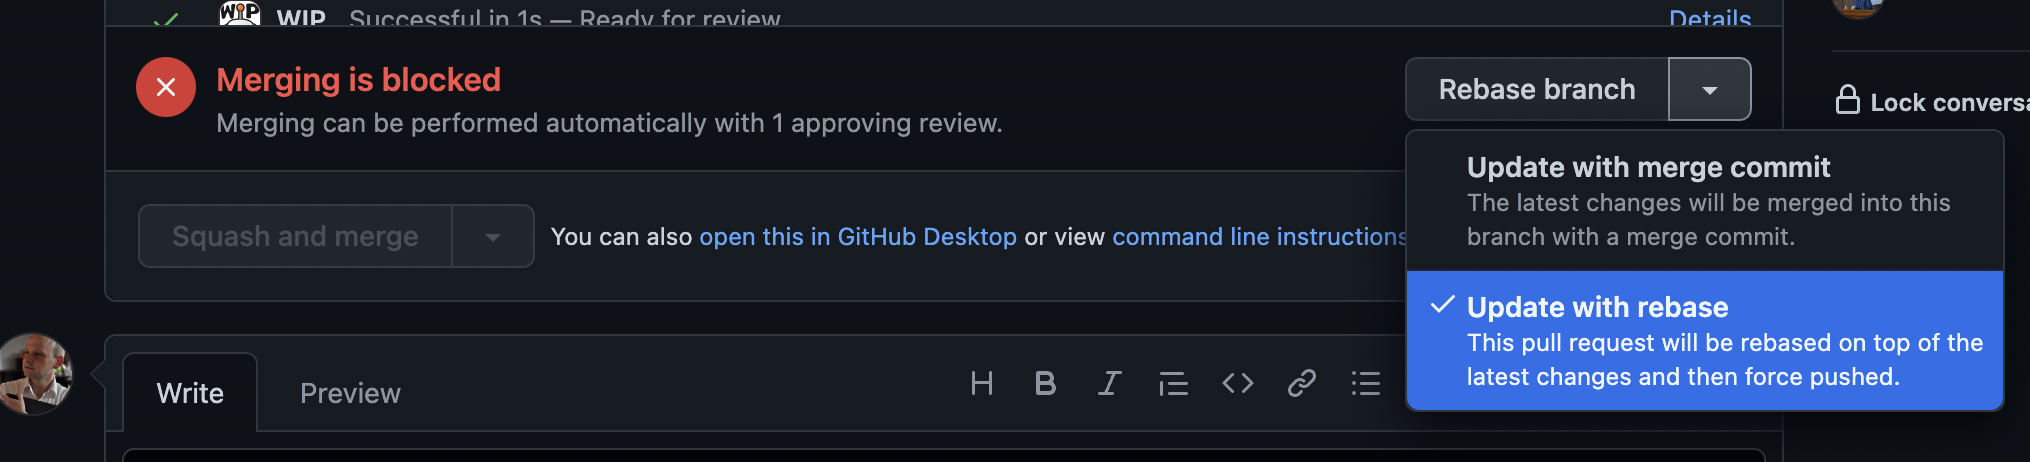 WIP Successful in 1s — Ready for review Details
Merging is blocked
Merging can be performed automatically with 1 approving review.
Rebase branch
Lock conversa
Update with merge commit
The latest changes will be merged into this
branch with a merge commit.
Update with rebase
This pull request will be rebased on top of the
latest changes and then force pushed.
Squash and merge
You can also open this in GitHub Desktop or view command line instructions
Write Preview